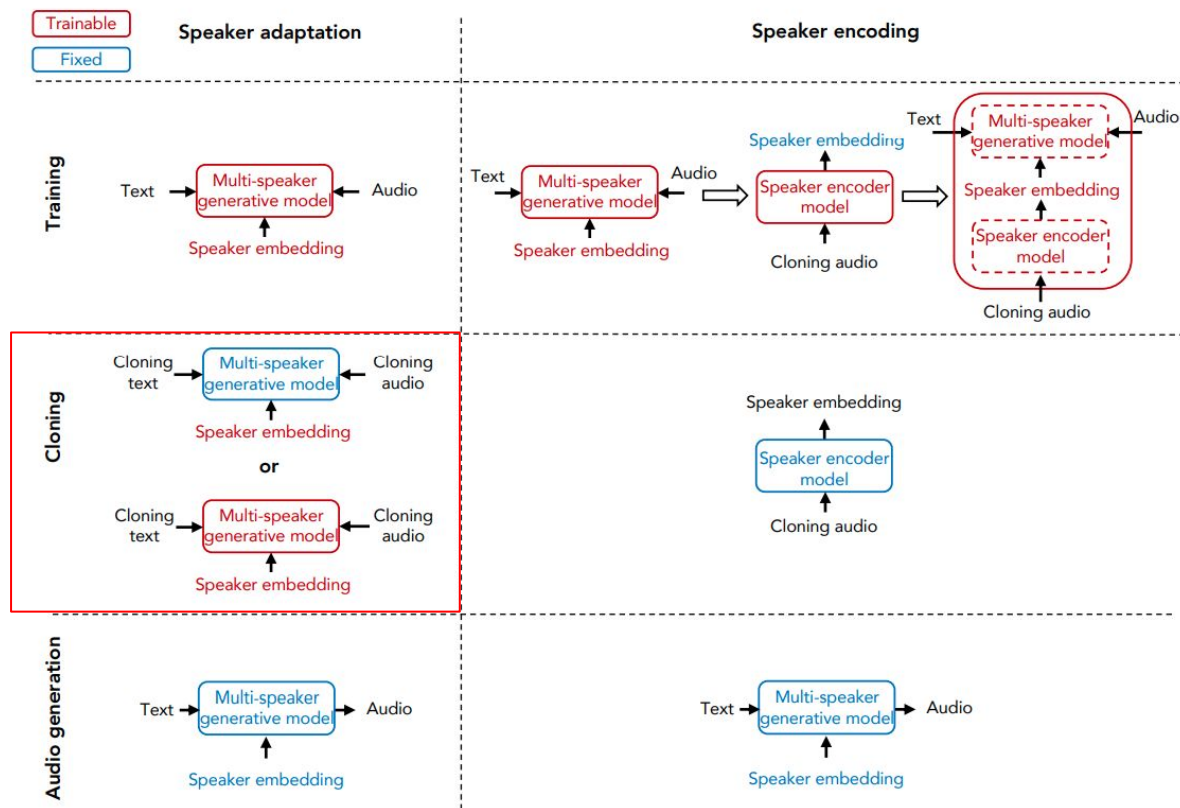 Trainable
Fixed
Speaker adaptation
Speaker encoding
Training
Text
Multi-speaker
generative model
Audio
Speaker embedding
Text
Multi-speaker
generative model
Audio
Speaker embedding
Speaker embedding
Speaker encoder
model
Cloning audio
Text
Multi-speaker
generative model
Audio
Speaker embedding
Speaker encoder
model
Cloning audio
Cloning
Cloning
text
Multi-speaker
generative model
Cloning
audio
Speaker embedding
or
Cloning
text
Multi-speaker
generative model
Cloning
audio
Speaker embedding
Speaker embedding
Speaker encoder
model
Cloning audio
Audio generation
Text
Multi-speaker
generative model
Audio
Speaker embedding
Text
Multi-speaker
generative model
Audio
Speaker embedding